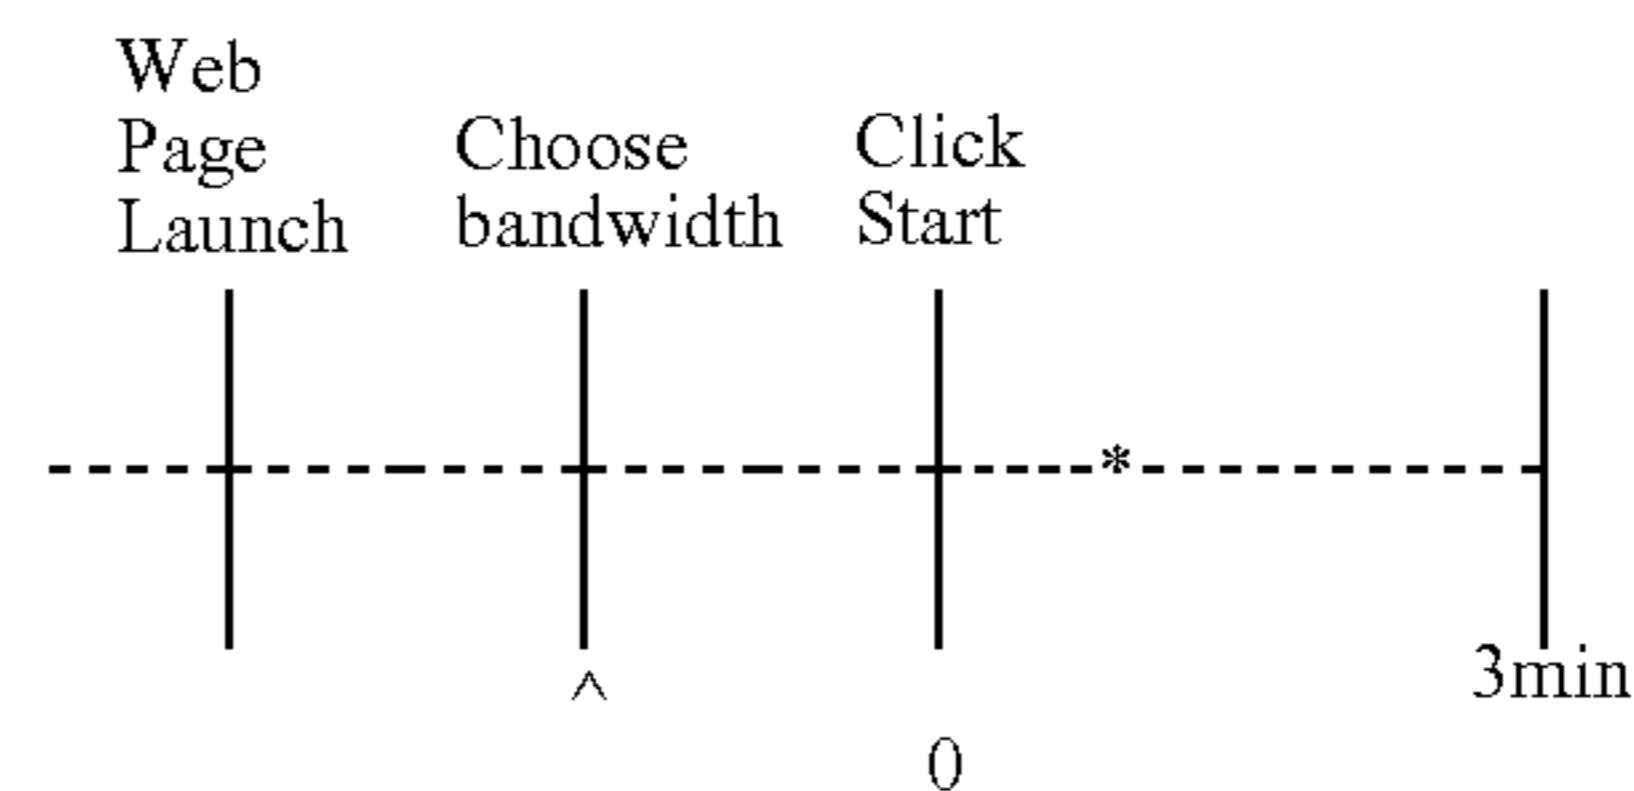 Web
Page
Launch
Choose
bandwidth
Click
Start
*
^
3min
0